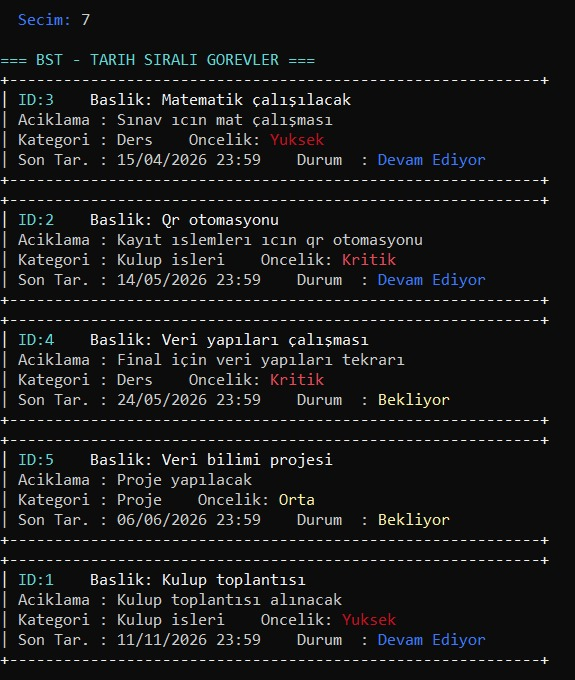 Secim: 7
=== BST - TARIH SIRALI GOREVLER ===
+-----------------------------------------------------------+
| ID:3    Baslik: Matematik çalışılacak
| Aciklama : Sınav ıcın mat çalışması
| Kategori : Ders    Oncelik: Yuksek
| Son Tar. : 15/04/2026 23:59    Durum  : Devam Ediyor
+-----------------------------------------------------------+
+-----------------------------------------------------------+
| ID:2    Baslik: Qr otomasyonu
| Aciklama : Kayıt ıslemlerı ıcın qr otomasyonu
| Kategori : Kulup isleri    Oncelik: Kritik
| Son Tar. : 14/05/2026 23:59    Durum  : Devam Ediyor
+-----------------------------------------------------------+
+-----------------------------------------------------------+
| ID:4    Baslik: Veri yapıları çalışması
| Aciklama : Final için veri yapıları tekrarı
| Kategori : Ders    Oncelik: Kritik
| Son Tar. : 24/05/2026 23:59    Durum  : Bekliyor
+-----------------------------------------------------------+
+-----------------------------------------------------------+
| ID:5    Baslik: Veri bilimi projesi
| Aciklama : Proje yapılacak
| Kategori : Proje    Oncelik: Orta
| Son Tar. : 06/06/2026 23:59    Durum  : Bekliyor
+-----------------------------------------------------------+
+-----------------------------------------------------------+
| ID:1    Baslik: Kulup toplantısı
| Aciklama : Kulup toplantısı alınacak
| Kategori : Kulup isleri    Oncelik: Yuksek
| Son Tar. : 11/11/2026 23:59    Durum  : Devam Ediyor
+-----------------------------------------------------------+